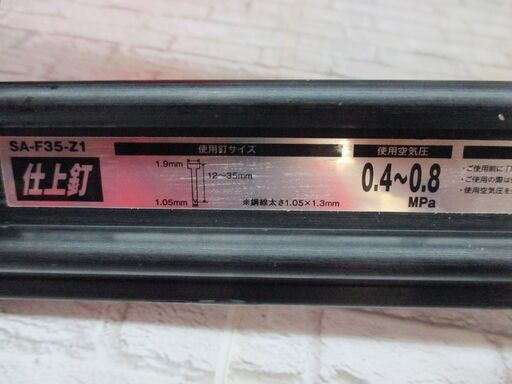 SA-F35-Z1
仕上釘
使用釘サイズ
1.9mm
12〜35mm
1.05mm
※鋼線太さ1.05×1.3mm
使用空気圧
0.4〜0.8
MPa
・ご使用前に「
・ご使用の際は
・使用空気圧を